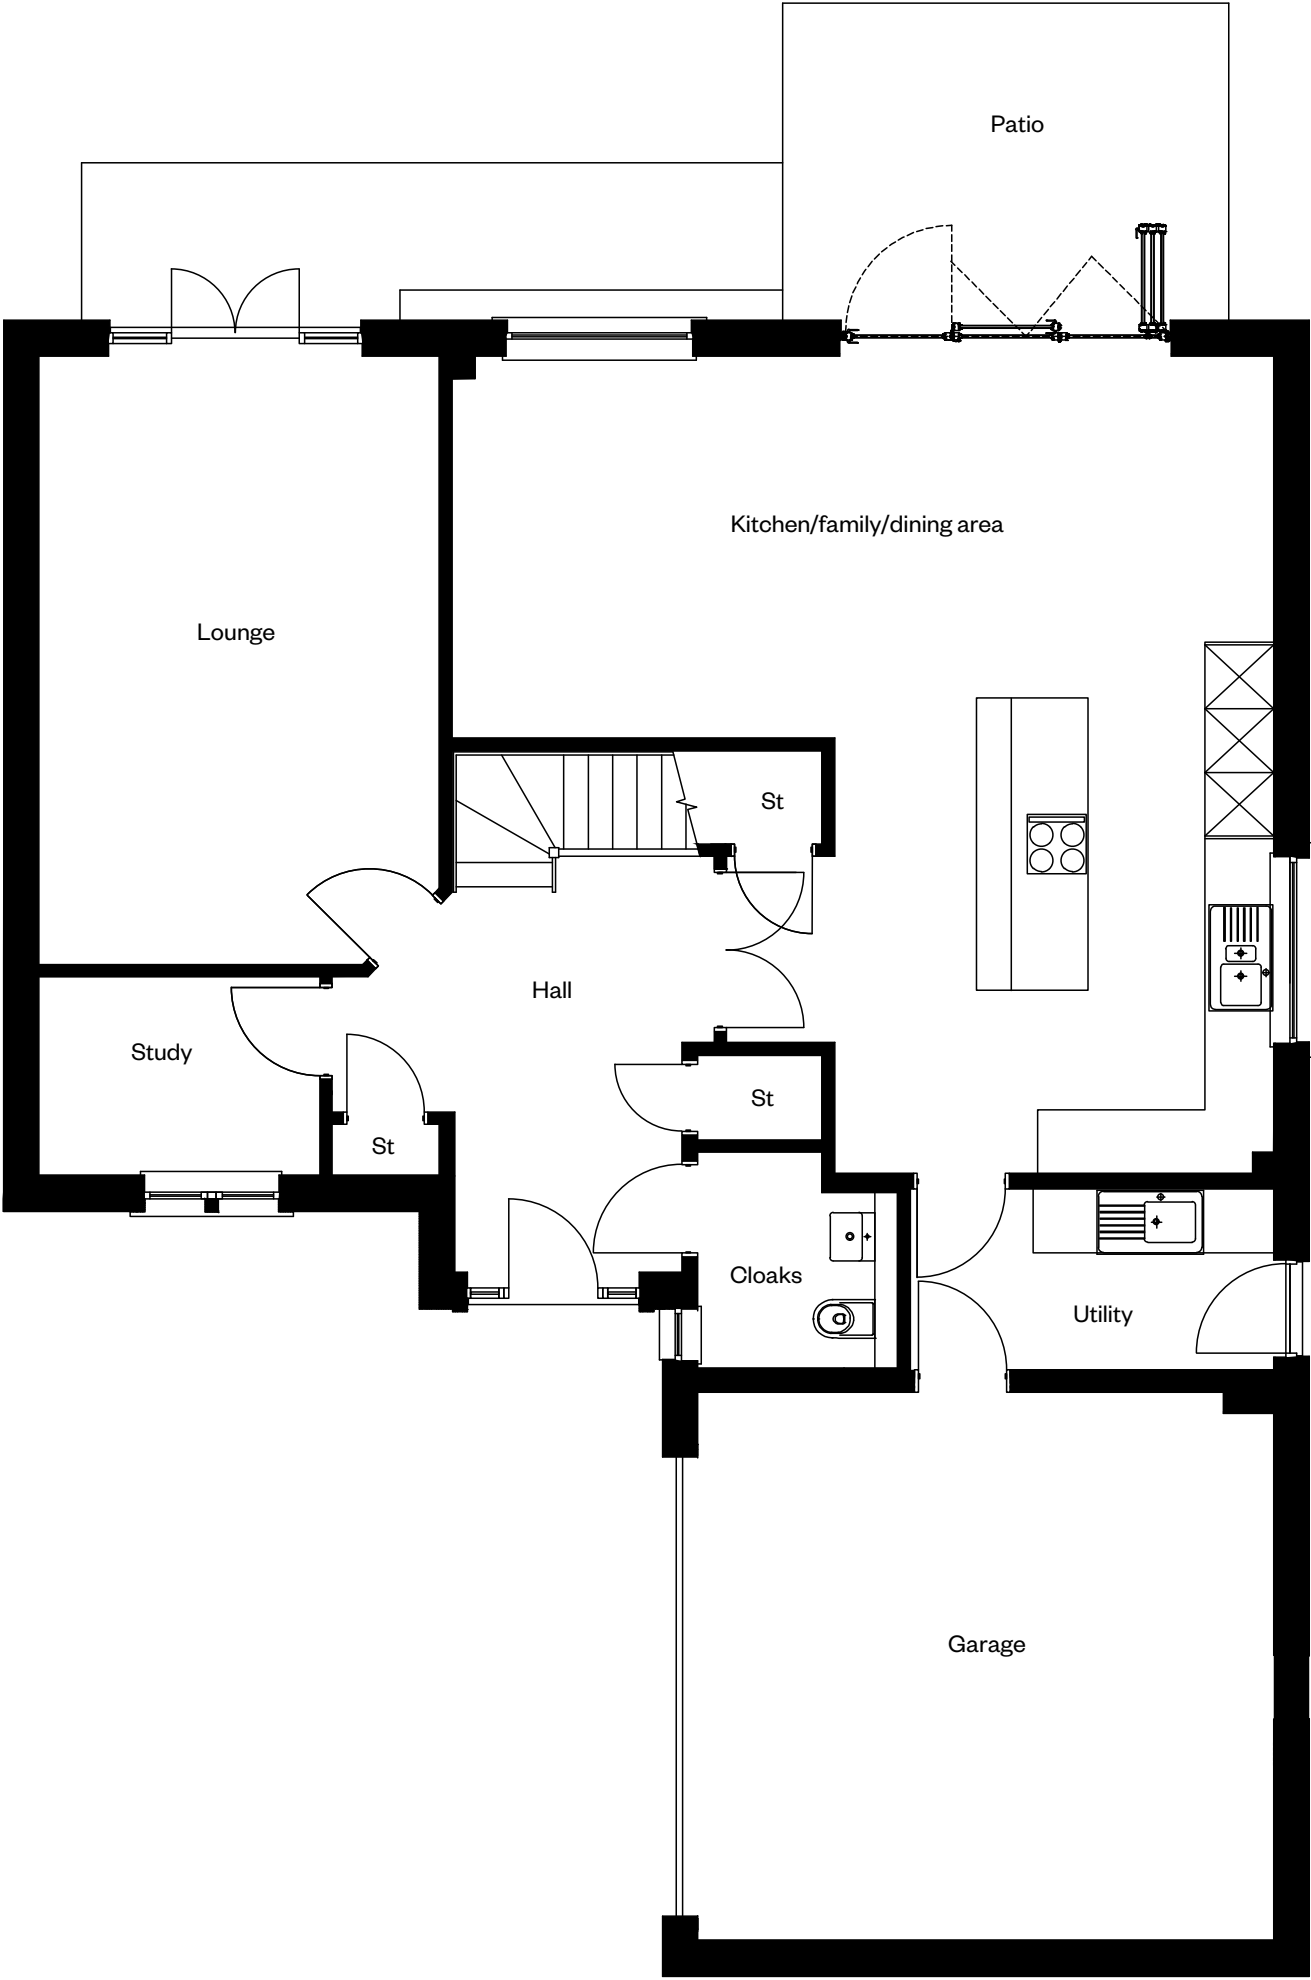 Patio
Kitchen/family/dining area
Lounge
St
Hall
Study
St
St
Cloaks
Utility
Garage